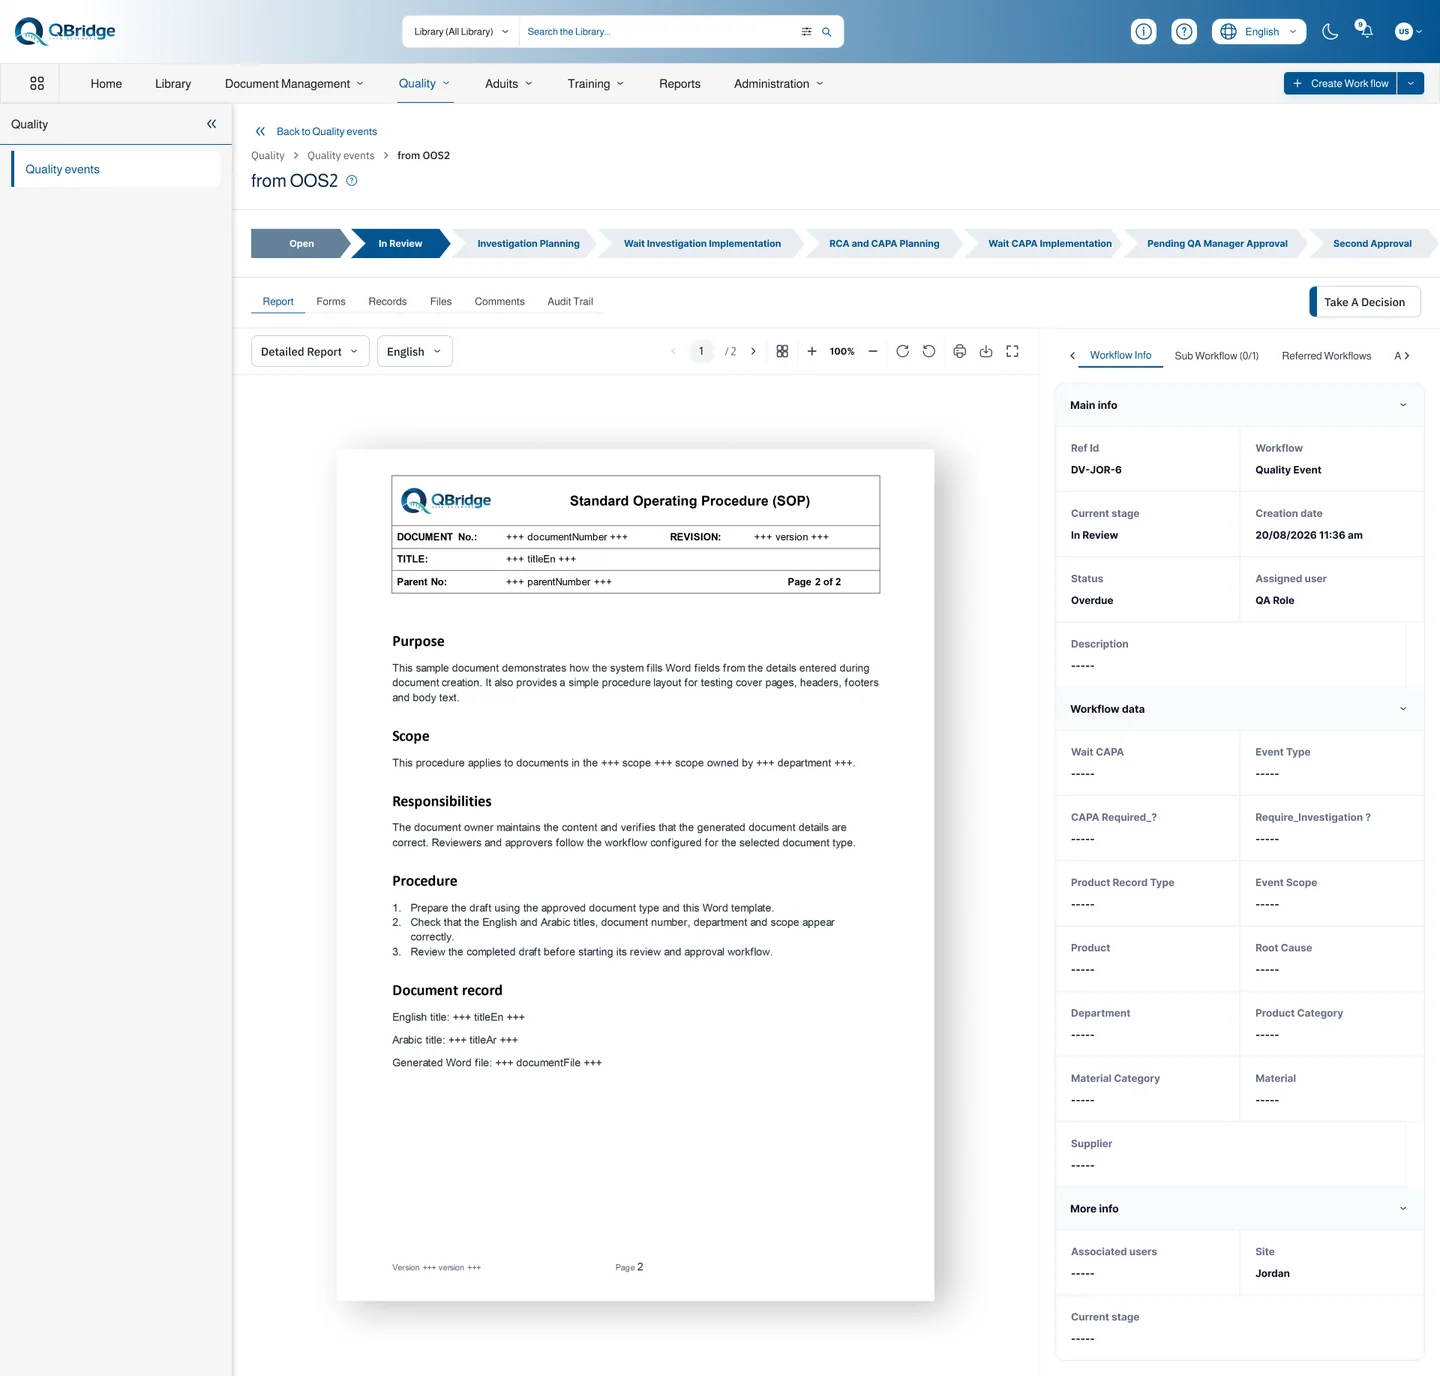 QBridge
Library (All Library)
Search the Library...
English
9
US
Home
Library
Document Management
Quality
Aduits
Training
Reports
Administration
+ Create Work flow
Quality
Quality events
Back to Quality events
Quality > Quality events > from OOS2
from OOS2
Open
In Review
Investigation Planning
Wait Investigation Implementation
RCA and CAPA Planning
Wait CAPA Implementation
Pending QA Manager Approval
Second Approval
Report
Forms
Records
Files
Comments
Audit Trail
Take A Decision
Detailed Report
English
1 / 2
100%
QBridge
Standard Operating Procedure (SOP)
DOCUMENT No.: +++ documentNumber +++ REVISION: +++ version +++
TITLE: +++ titleEn +++
Parent No: +++ parentNumber +++ Page 2 of 2
Purpose
This sample document demonstrates how the system fills Word fields from the details entered during
document creation. It also provides a simple procedure layout for testing cover pages, headers, footers
and body text.
Scope
This procedure applies to documents in the +++ scope +++ scope owned by +++ department +++.
Responsibilities
The document owner maintains the content and verifies that the generated document details are
correct. Reviewers and approvers follow the workflow configured for the selected document type.
Procedure
1. Prepare the draft using the approved document type and this Word template.
2. Check that the English and Arabic titles, document number, department and scope appear
correctly.
3. Review the completed draft before starting its review and approval workflow.
Document record
English title: +++ titleEn +++
Arabic title: +++ titleAr +++
Generated Word file: +++ documentFile +++
Version +++ version +++
Page 2
Workflow Info
Sub Workflow (0/1)
Referred Workflows
A
Main info
Ref Id
DV-JOR-6
Workflow
Quality Event
Current stage
In Review
Creation date
20/08/2026 11:36 am
Status
Overdue
Assigned user
QA Role
Description
-----
Workflow data
Wait CAPA
-----
Event Type
-----
CAPA Required_?
-----
Require_Investigation ?
-----
Product Record Type
-----
Event Scope
-----
Product
-----
Root Cause
-----
Department
-----
Product Category
-----
Material Category
-----
Material
-----
Supplier
-----
More info
Associated users
-----
Site
Jordan
Current stage
-----